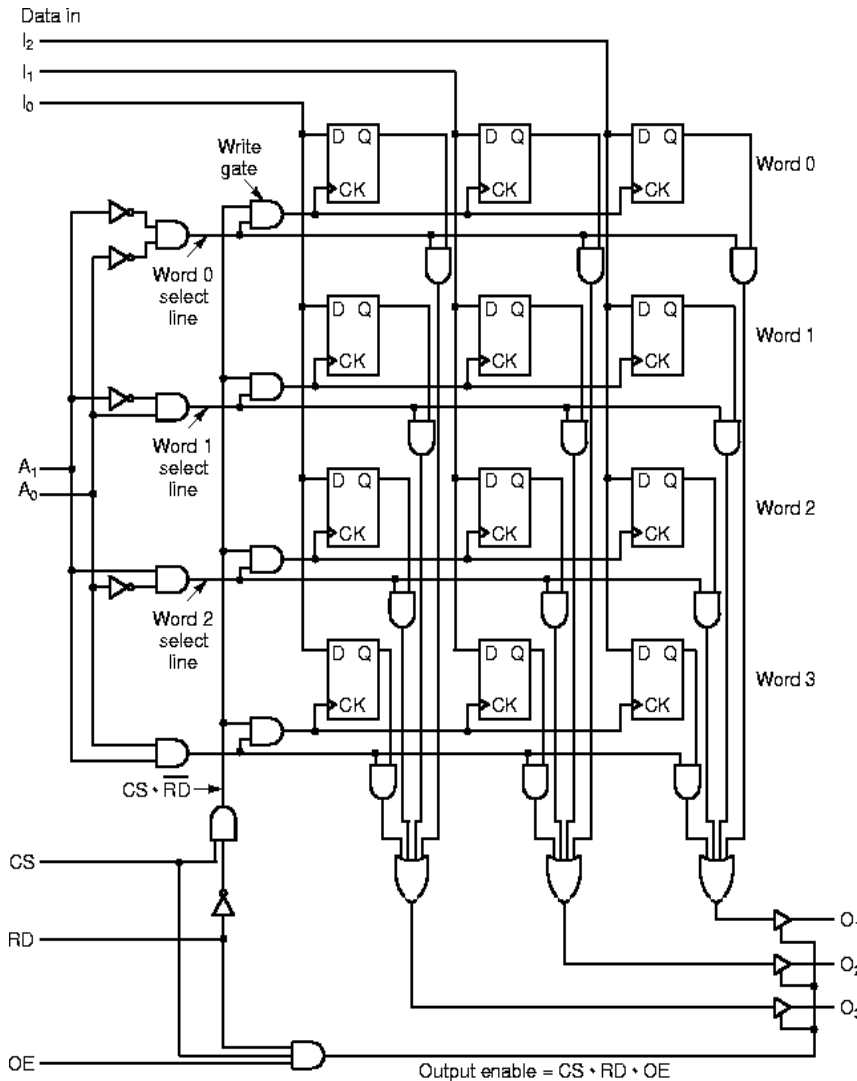 Data in
I₂
I₁
I₀
Write
gate
D Q
CK
D Q
CK
D Q
CK
Word 0
Word 0
select
line
D Q
CK
D Q
CK
D Q
CK
Word 1
Word 1
select
line
A₁
A₀
D Q
CK
D Q
CK
D Q
CK
Word 2
Word 2
select
line
D Q
CK
D Q
CK
D Q
CK
Word 3
CS • R̅D̅
CS
RD
O₁
O₂
O₃
OE
Output enable = CS • RD • OE